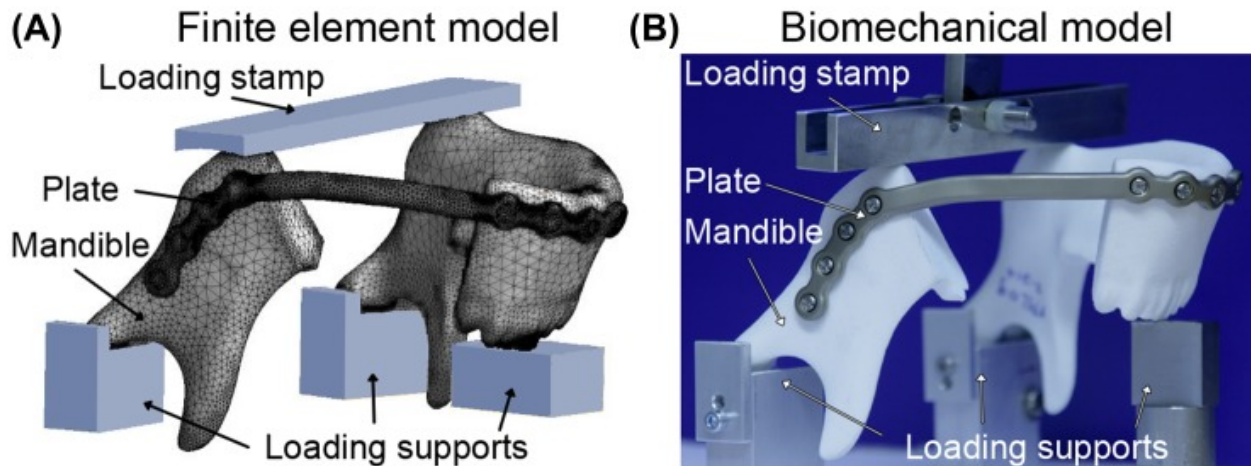 (A) Finite element model
Loading stamp
Plate
Mandible
Loading supports
(B) Biomechanical model
Loading stamp
Plate
Mandible
Loading supports